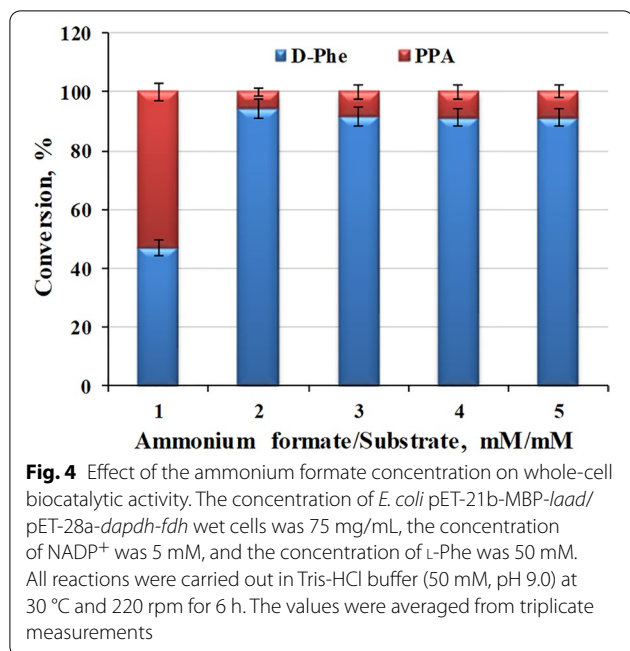 120
D-Phe PPA
100
80
60
40
20
0
Conversion, %
1 2 3 4 5
Ammonium formate/Substrate, mM/mM
Fig. 4 Effect of the ammonium formate concentration on whole-cell
biocatalytic activity. The concentration of E. coli pET-21b-MBP-laad/
pET-28a-dapdh-fdh wet cells was 75 mg/mL, the concentration
of NADP+ was 5 mM, and the concentration of L-Phe was 50 mM.
All reactions were carried out in Tris-HCl buffer (50 mM, pH 9.0) at
30 °C and 220 rpm for 6 h. The values were averaged from triplicate
measurements